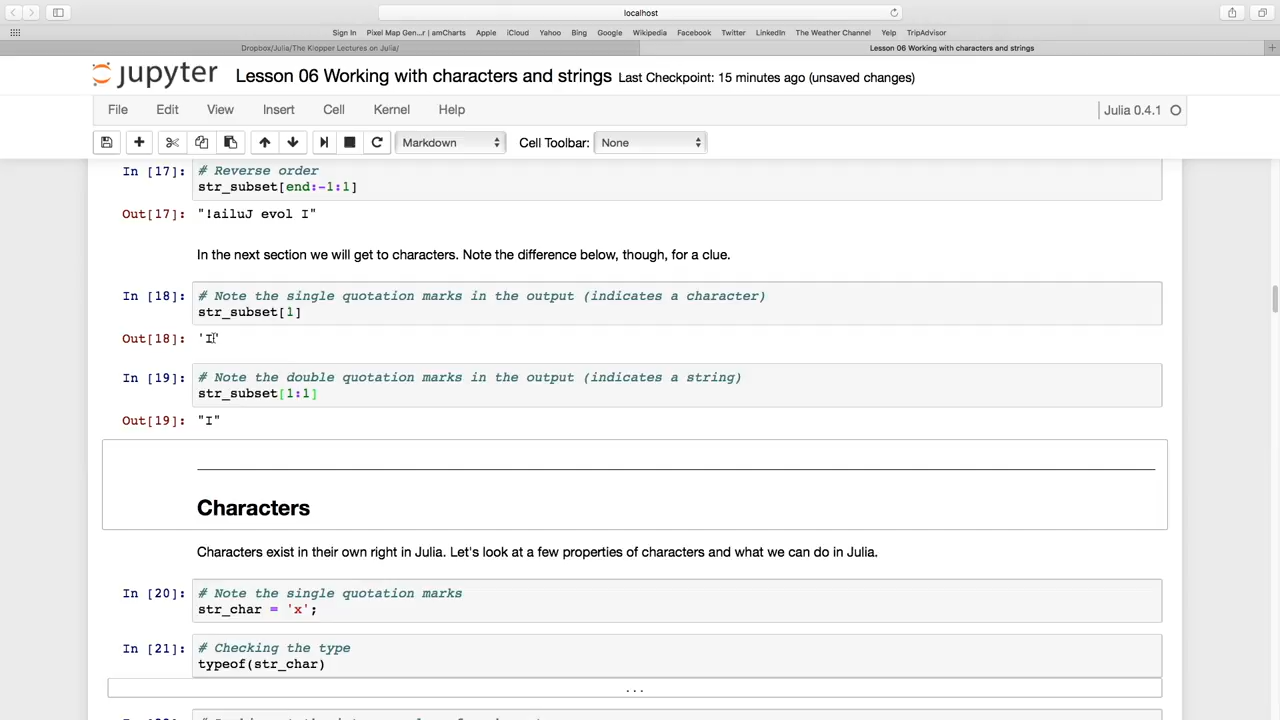 localhost
Sign In Pixel Map Gen...r | amCharts Apple iCloud Yahoo Bing Google Wikipedia Facebook Twitter LinkedIn The Weather Channel Yelp TripAdvisor
Dropbox/Julia/The Klopper Lectures on Julia/ Lesson 06 Working with characters and strings
jupyter Lesson 06 Working with characters and strings Last Checkpoint: 15 minutes ago (unsaved changes)
File Edit View Insert Cell Kernel Help Julia 0.4.1
Markdown Cell Toolbar: None
In [17]: # Reverse order
str_subset[end:-1:1]
Out[17]: "!ailuJ evol I"
In the next section we will get to characters. Note the difference below, though, for a clue.
In [18]: # Note the single quotation marks in the output (indicates a character)
str_subset[1]
Out[18]: 'I'
In [19]: # Note the double quotation marks in the output (indicates a string)
str_subset[1:1]
Out[19]: "I"
Characters
Characters exist in their own right in Julia. Let's look at a few properties of characters and what we can do in Julia.
In [20]: # Note the single quotation marks
str_char = 'x';
In [21]: # Checking the type
typeof(str_char)
...